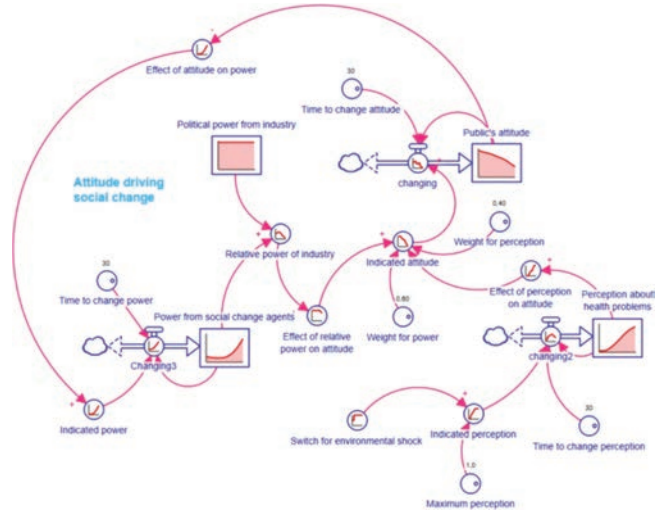 +
Effect of attitude on power
30
Time to change attitude
Political power from industry
Public's attitude
+
changing
Attitude driving
social change
0,40
Weight for perception
+
Relative power of industry
+
Indicated attitude
+
30
Time to change power
Effect of perception
on attitude
Perception about
health problems
Power from social change agents
0,60
Effect of relative
power on attitude
Weight for power
Changing3
changing2
+
Indicated power
+
Switch for environmental shock
Indicated perception
30
Time to change perception
1,0
Maximum perception